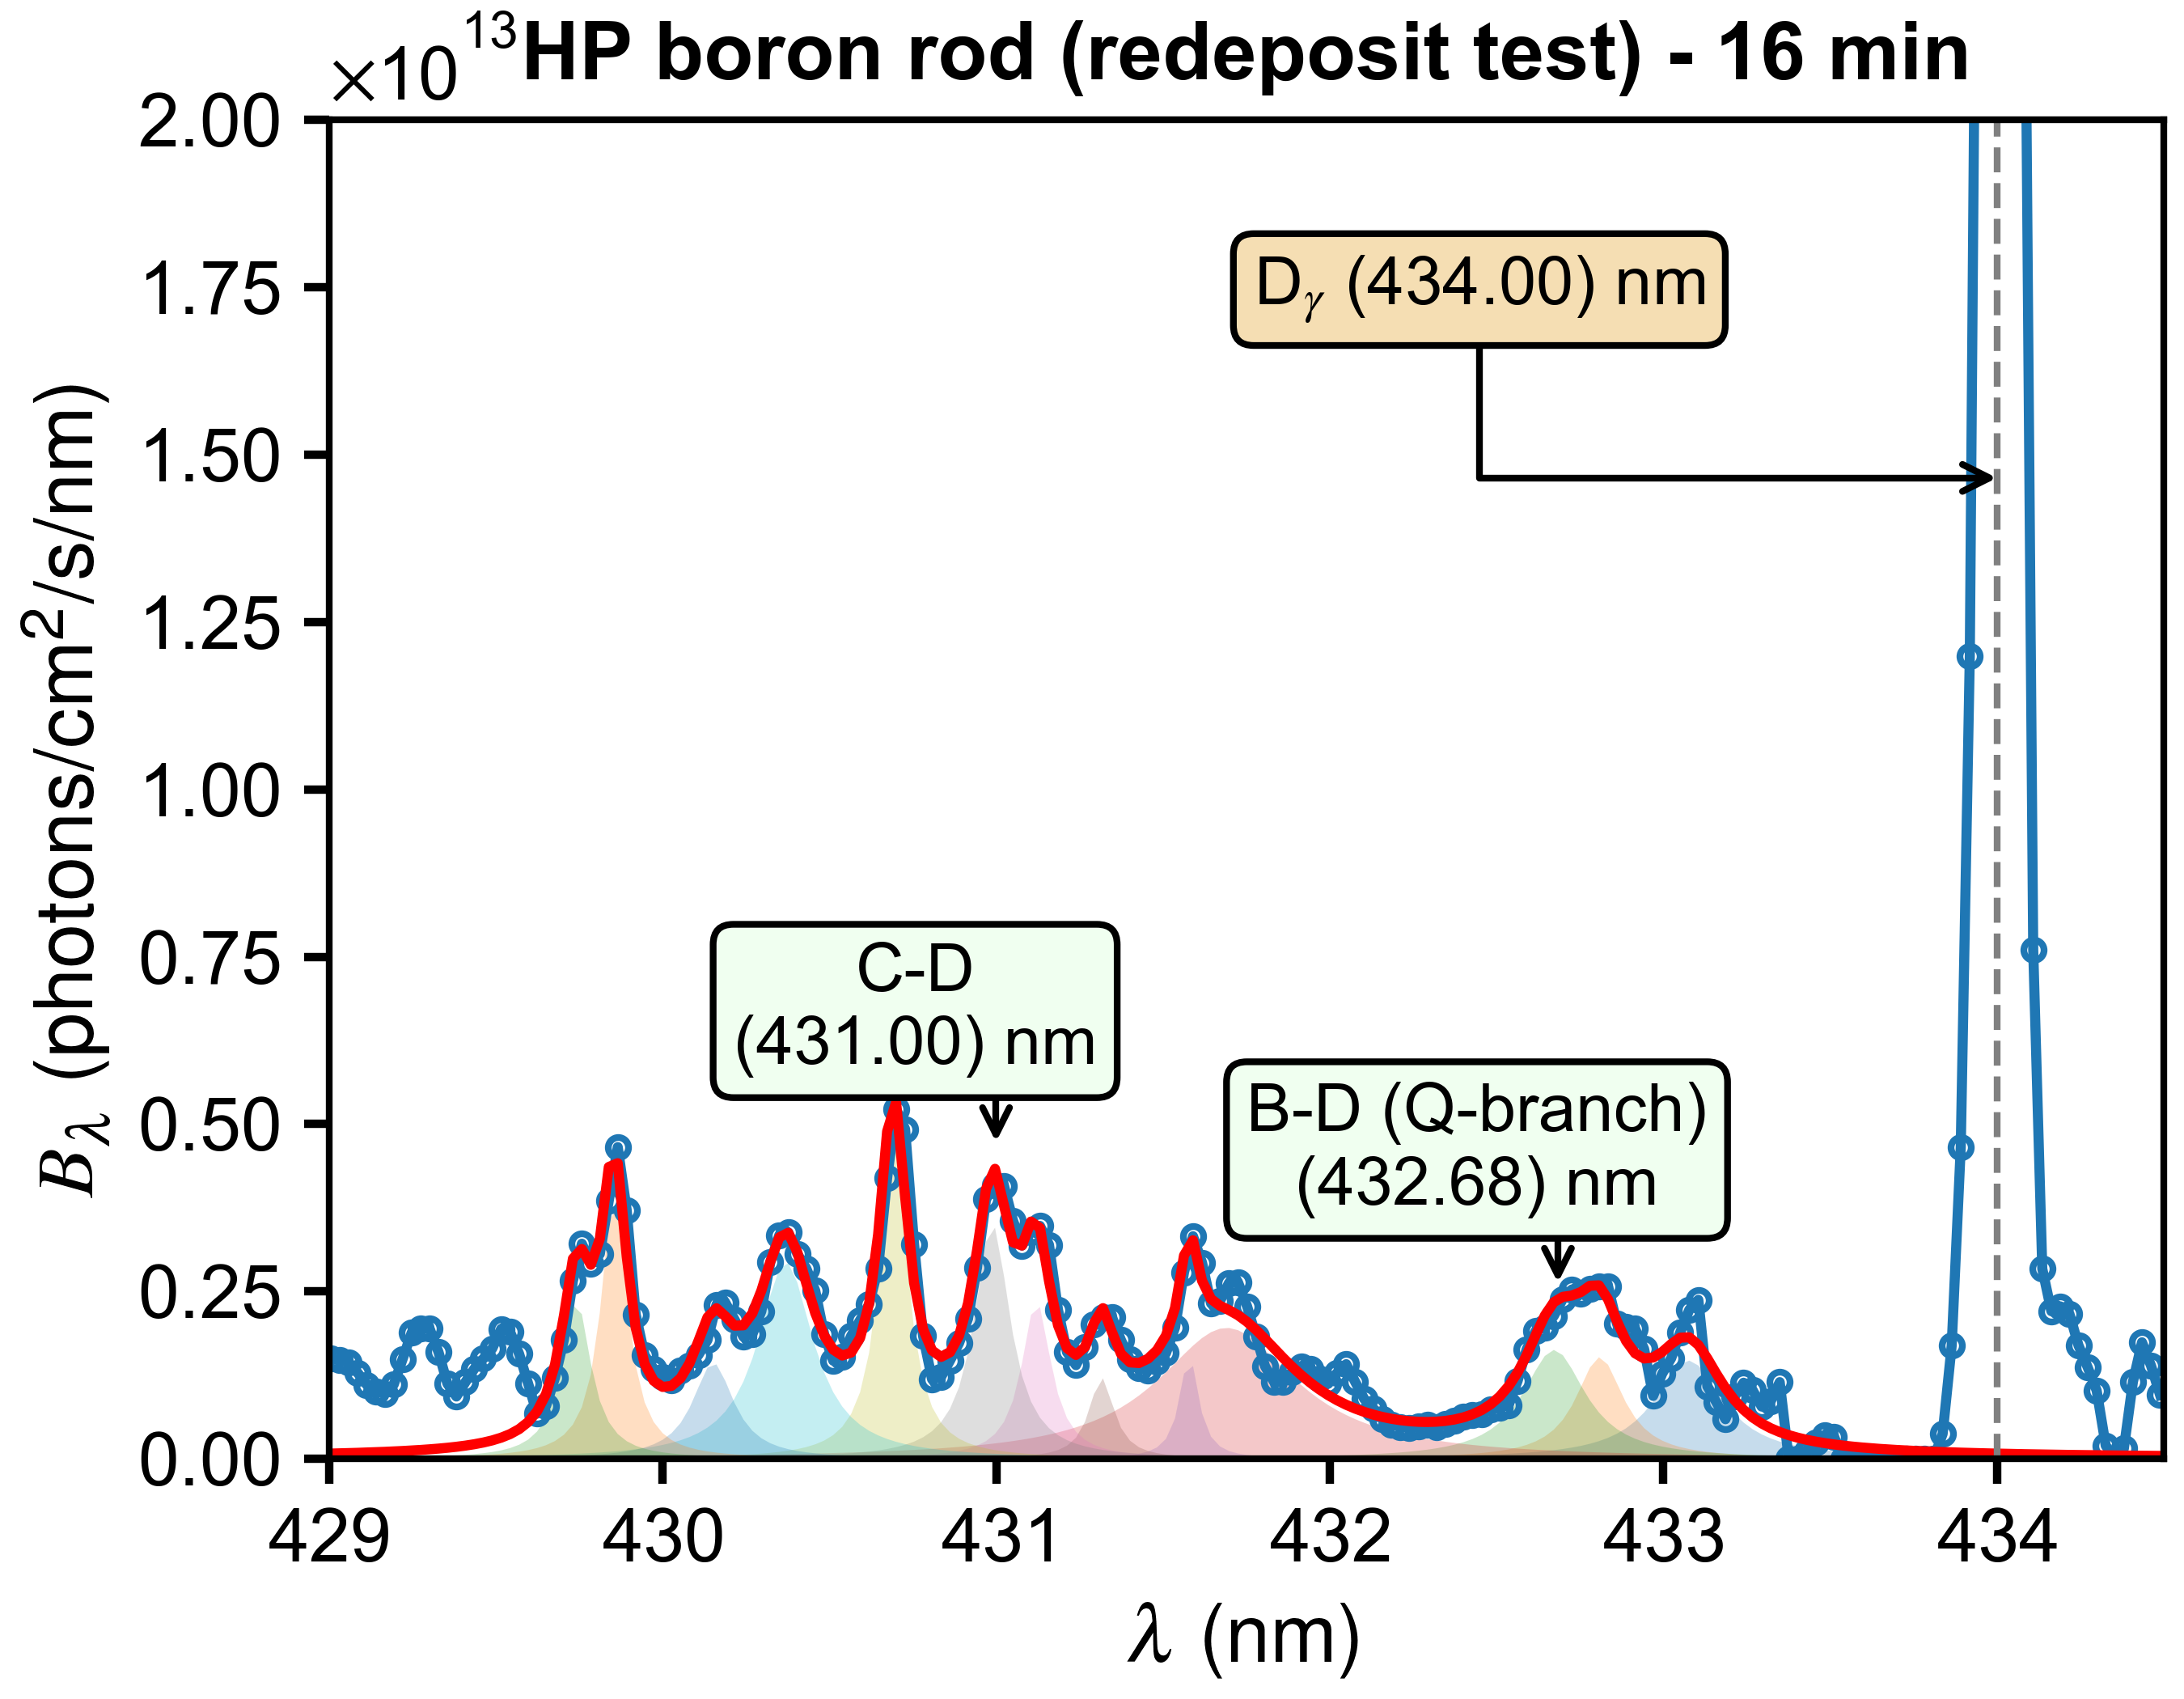 ×10¹³ HP boron rod (redeposit test) - 16 min
2.00
1.75
1.50
1.25
1.00
0.75
0.50
0.25
0.00
B_λ (photons/cm²/s/nm)
D_γ (434.00) nm
C-D
(431.00) nm
B-D (Q-branch)
(432.68) nm
429 430 431 432 433 434
λ (nm)